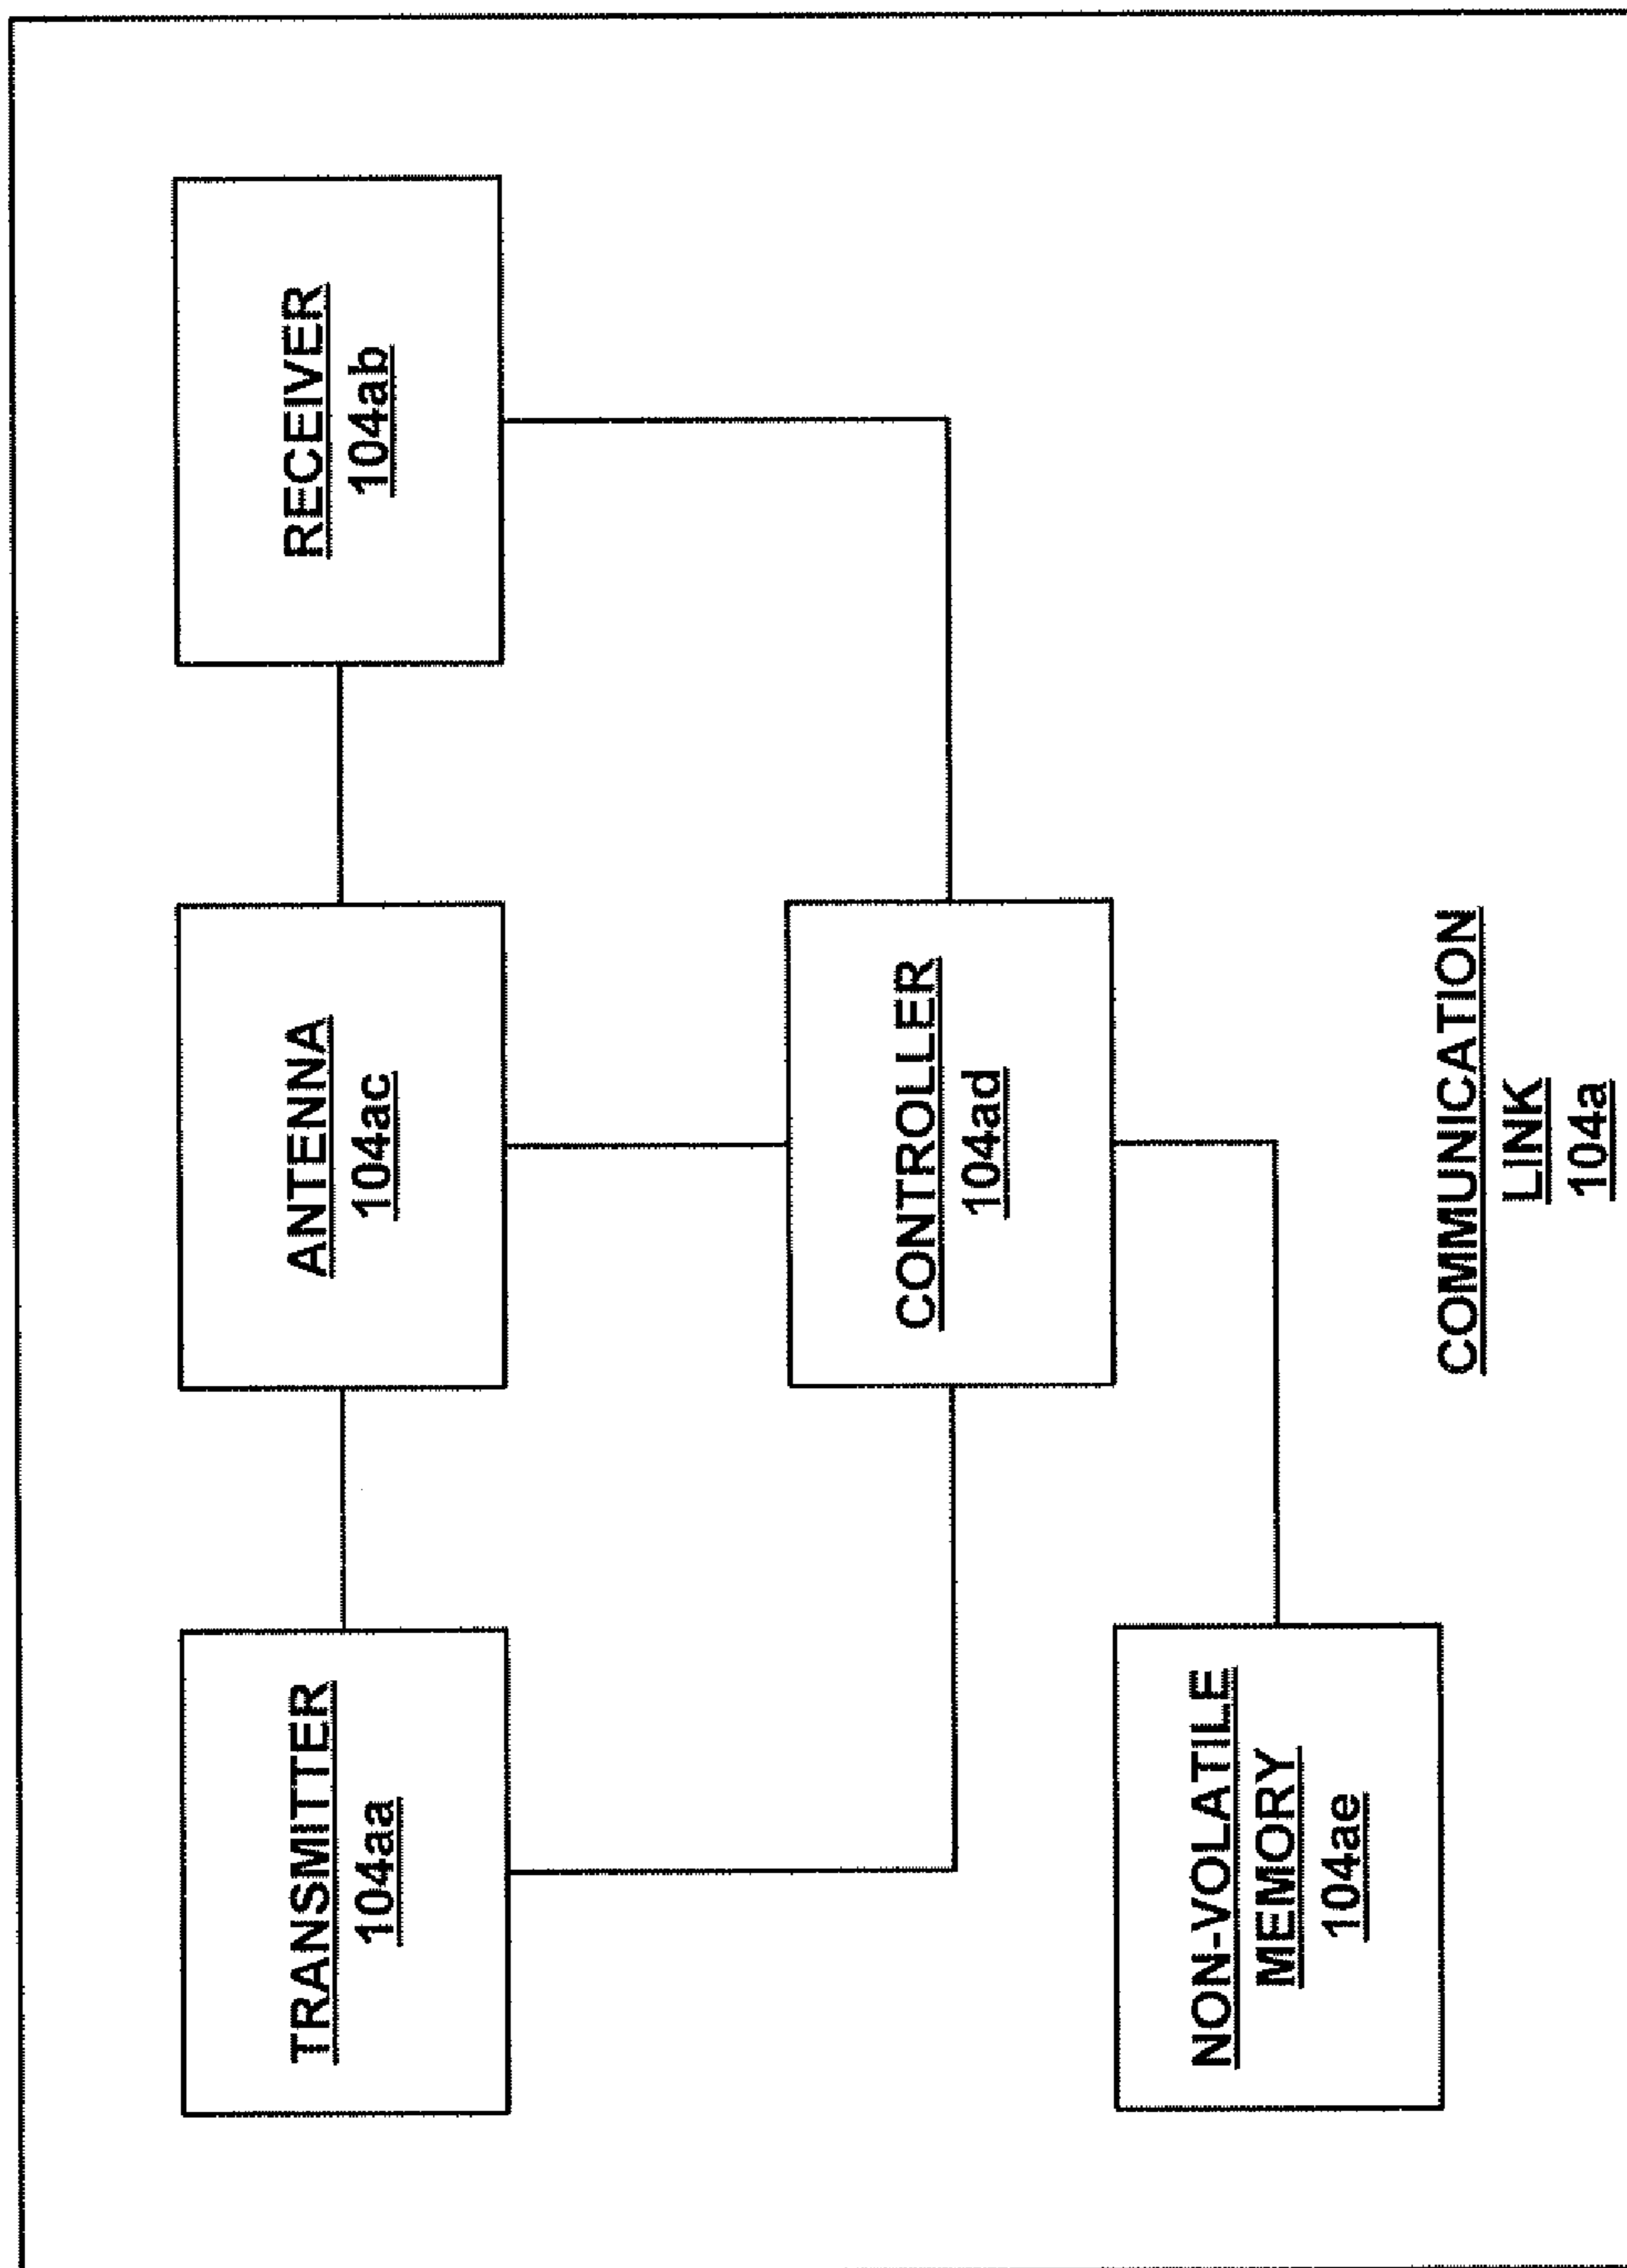 TRANSMITTER
104aa
ANTENNA
104ac
RECEIVER
104ab
CONTROLLER
104ad
NON-VOLATILE
MEMORY
104ae
COMMUNICATION
LINK
104a